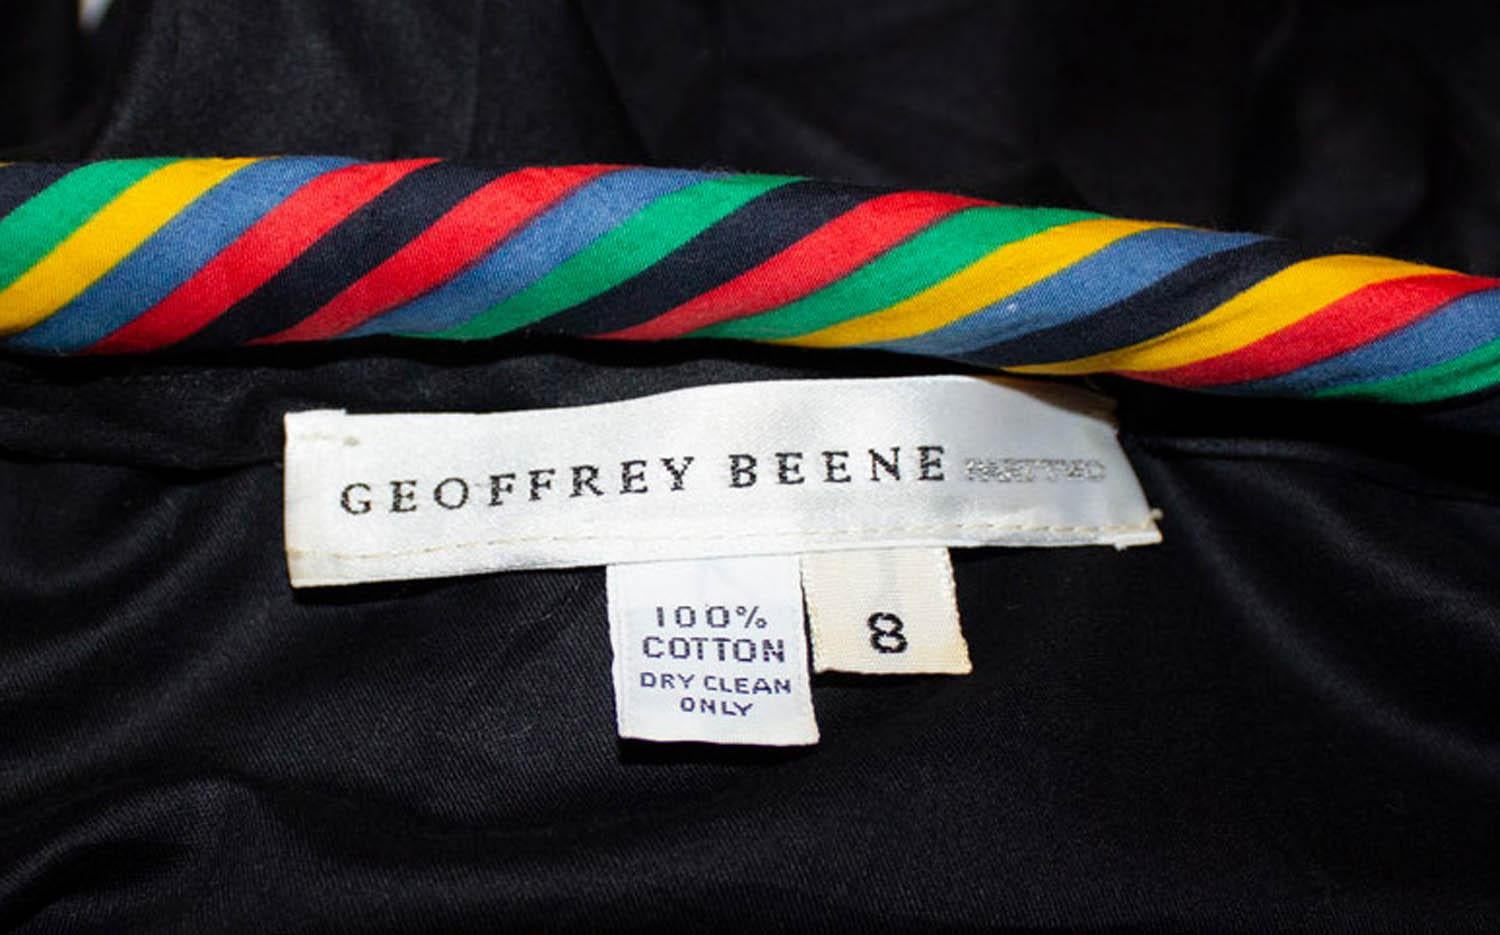 GEOFFREY BEENE
100%
COTTON
DRY CLEAN
ONLY
8